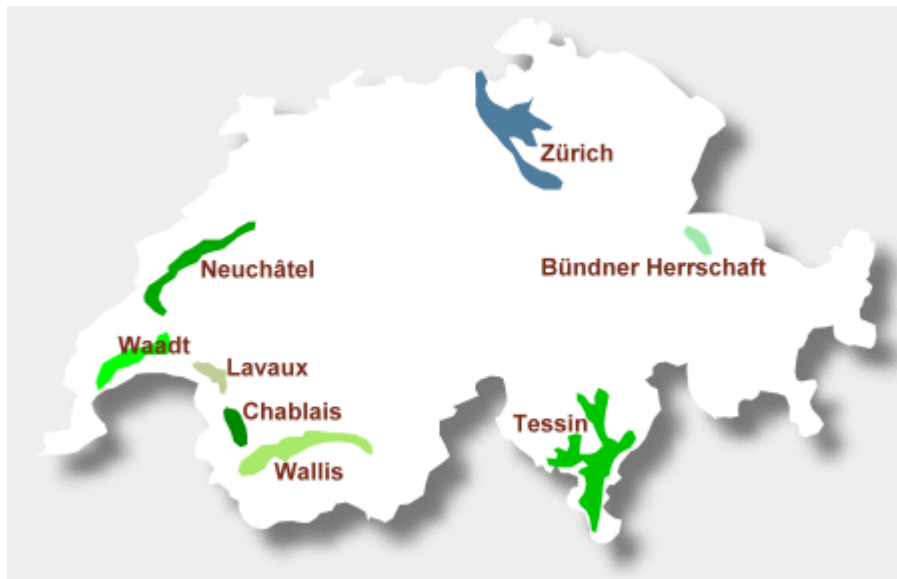 Zürich
Neuchâtel
Bündner Herrschaft
Waadt
Lavaux
Chablais
Tessin
Wallis